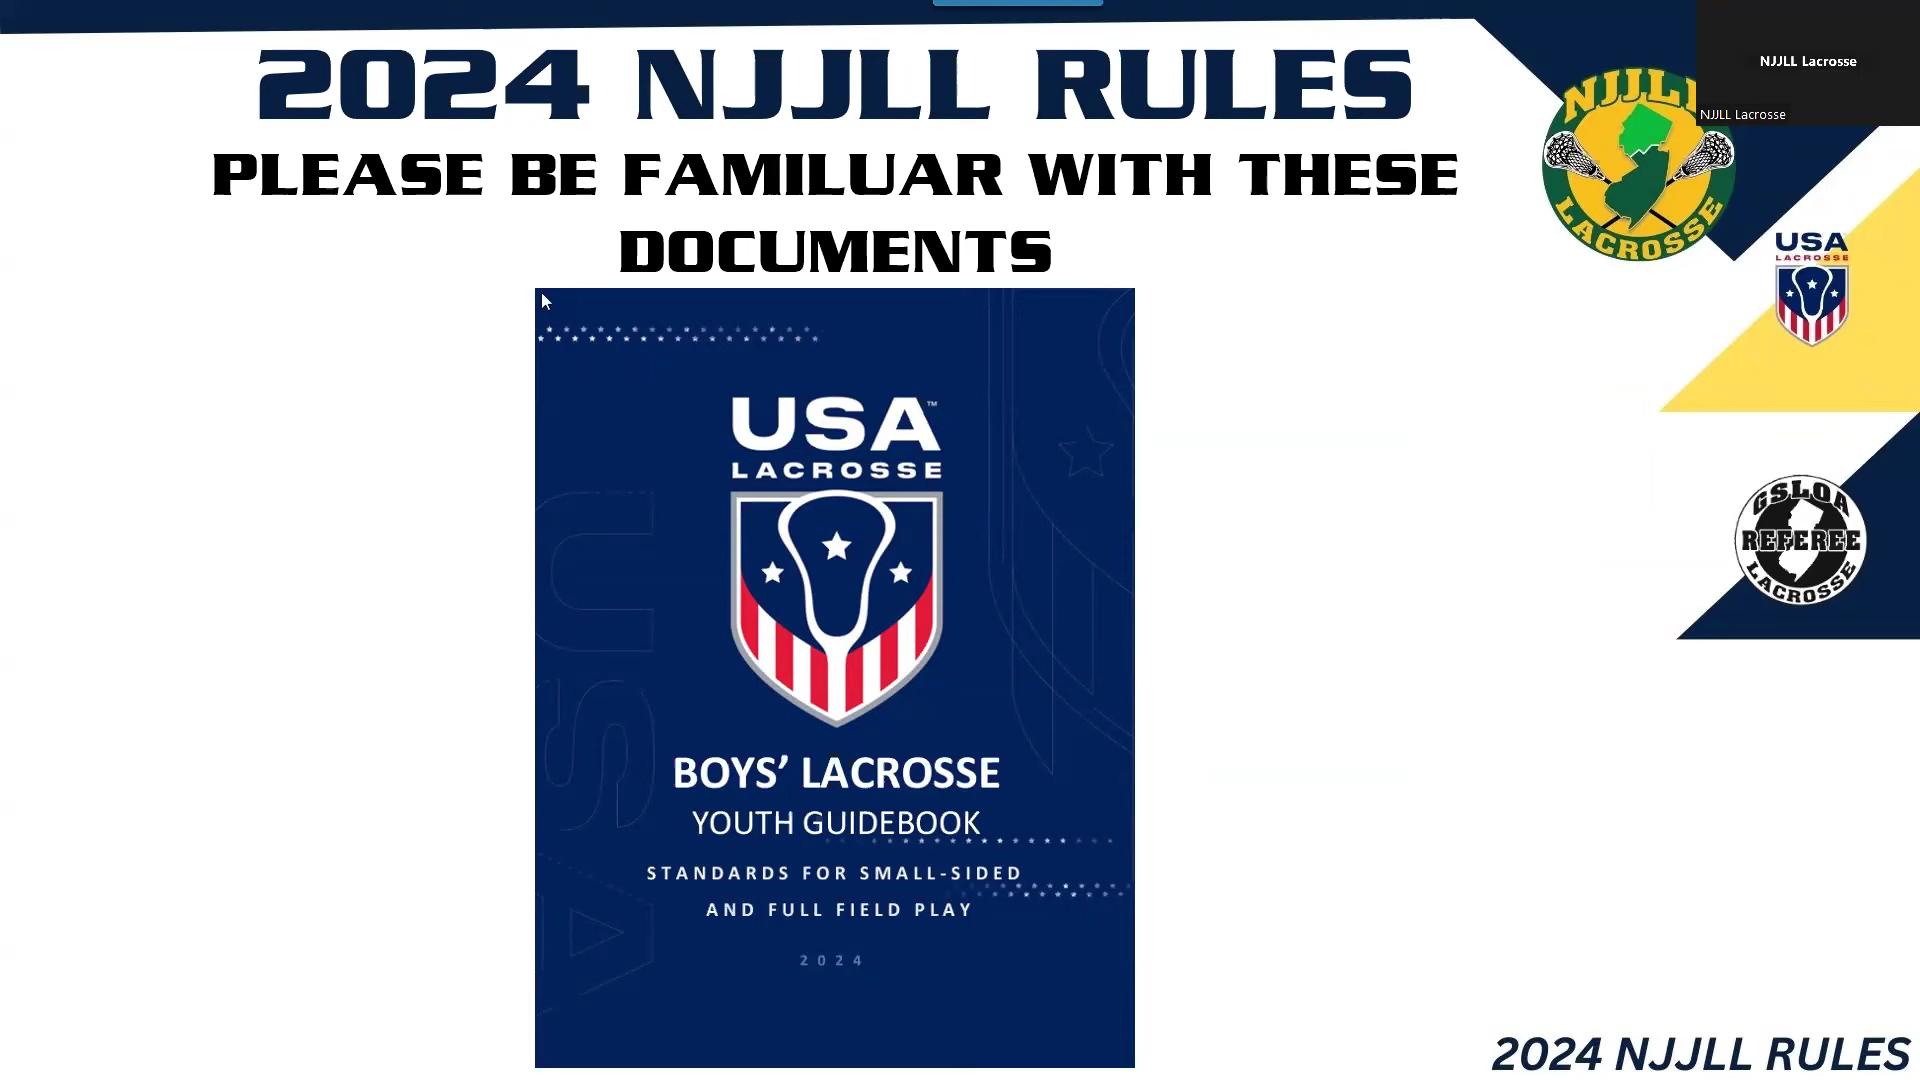 2024 NJJLL RULES
PLEASE BE FAMILUAR WITH THESE
DOCUMENTS
NJJLL
LACROSSE
NJJLL Lacrosse
NJJLL Lacrosse
USA
LACROSSE
GSLOA
REFEREE
LACROSSE
USA™
LACROSSE
BOYS’ LACROSSE
YOUTH GUIDEBOOK
STANDARDS FOR SMALL-SIDED
AND FULL FIELD PLAY
2024
USA
2024 NJJLL RULES